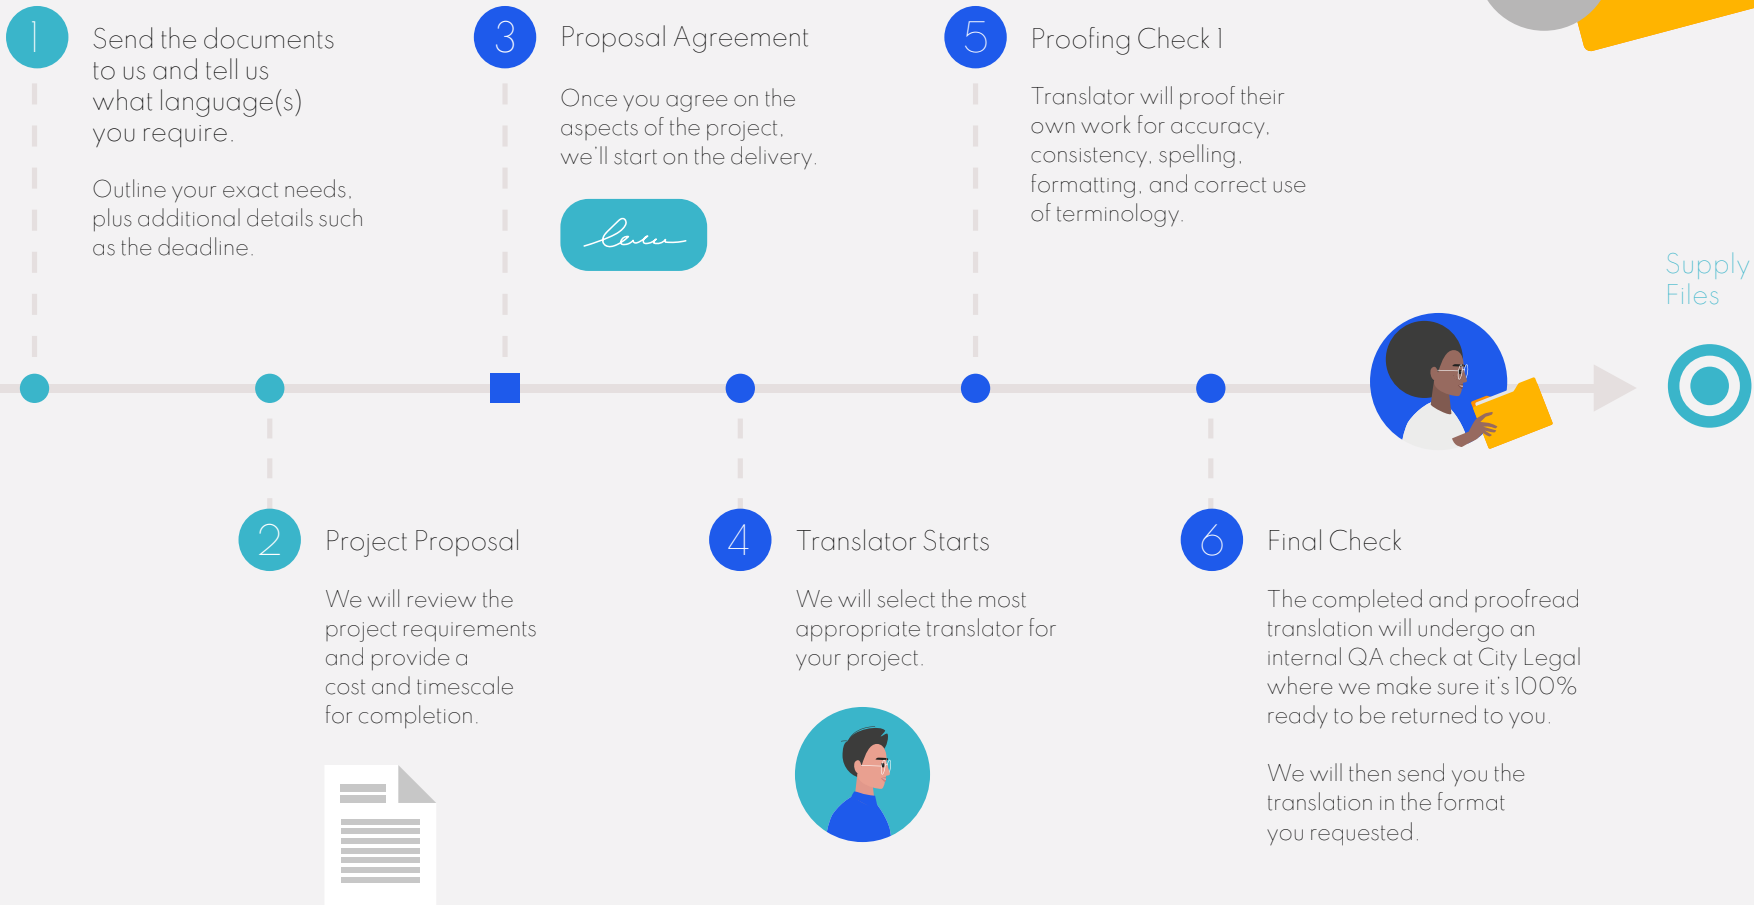 1
Send the documents
to us and tell us
what language(s)
you require.
Outline your exact needs,
plus additional details such
as the deadline.
2
Project Proposal
We will review the
project requirements
and provide a
cost and timescale
for completion.
3
Proposal Agreement
Once you agree on the
aspects of the project,
we'll start on the delivery.
4
Translator Starts
We will select the most
appropriate translator for
your project.
5
Proofing Check 1
Translator will proof their
own work for accuracy,
consistency, spelling,
formatting, and correct use
of terminology.
6
Final Check
The completed and proofread
translation will undergo an
internal QA check at City Legal
where we make sure it's 100%
ready to be returned to you.
We will then send you the
translation in the format
you requested.
Supply
Files